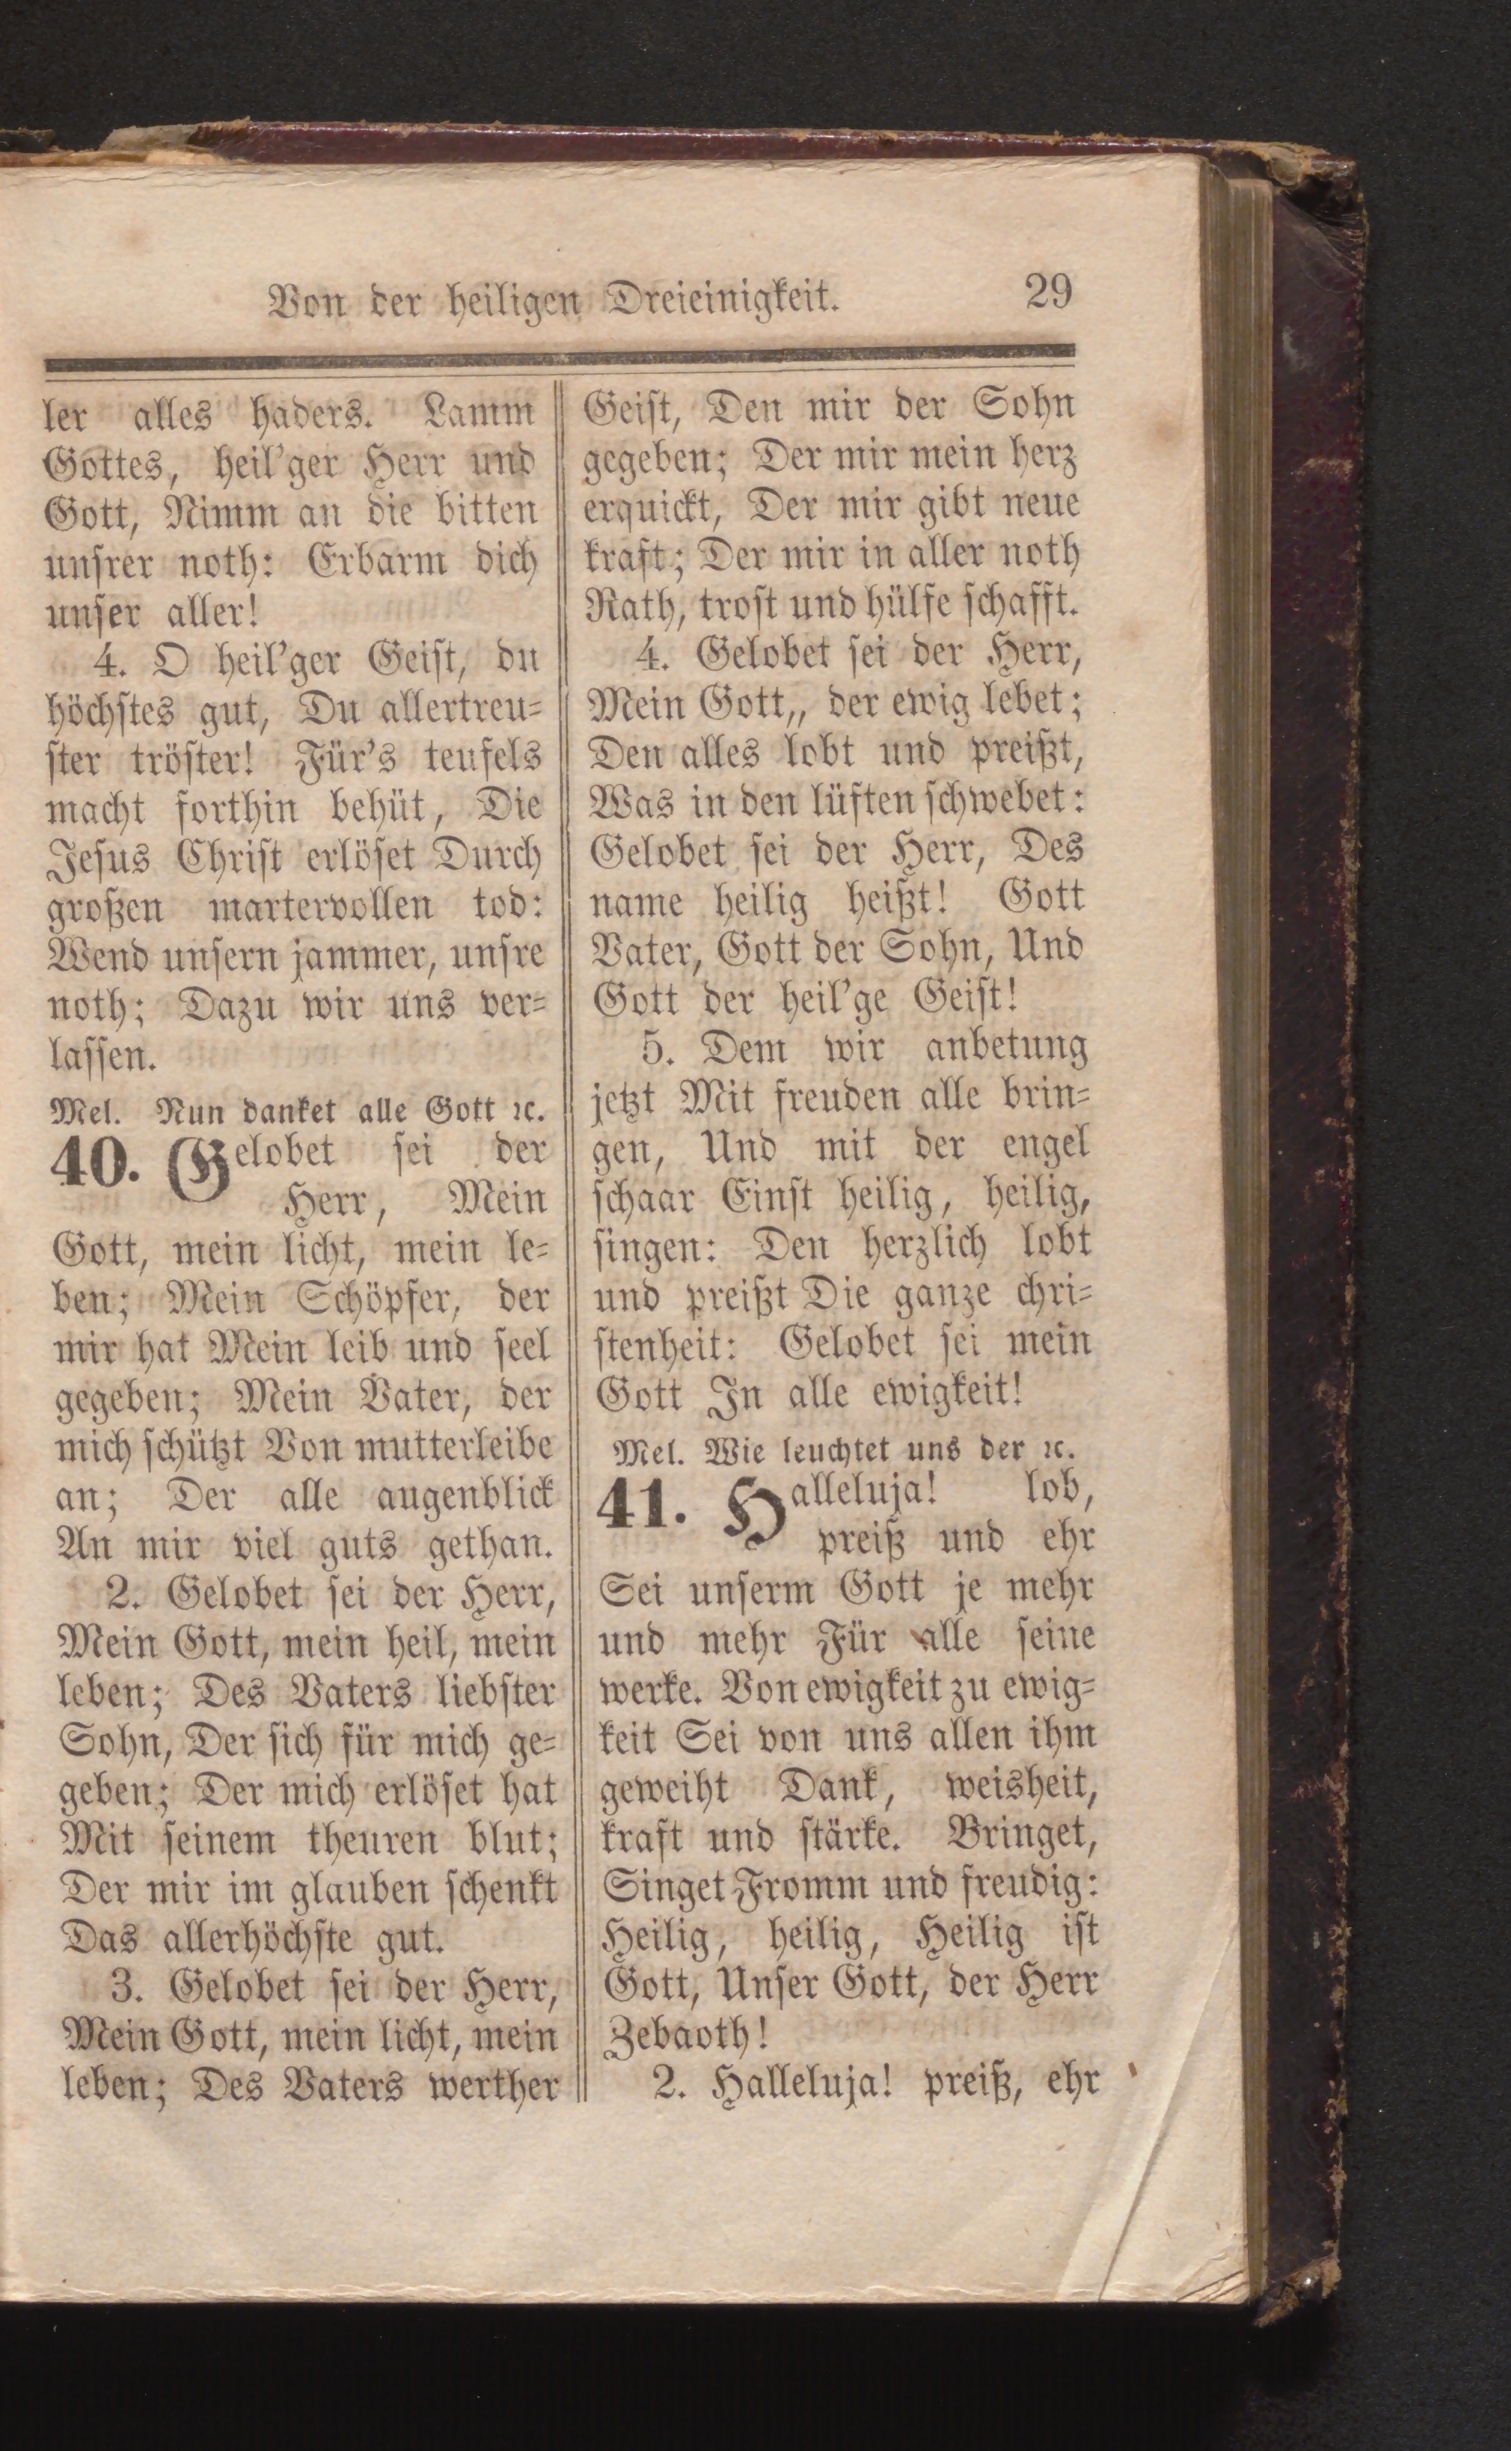 Von der heiligen Dreieinigkeit. 29
ler alles haders. Lamm
Gottes, heil'ger Herr und
Gott, Nimm an die bitten
unsrer noth: Erbarm dich
unser aller!
4. O heil'ger Geist, du
höchstes gut, Du allertreu=
ster tröster! Für's teufels
macht forthin behüt, Die
Jesus Christ erlöset Durch
großen martervollen tod:
Wend unsern jammer, unsre
noth; Dazu wir uns ver=
lassen.
Mel. Nun danket alle Gott ꝛc.
40. Gelobet sei der
Herr, Mein
Gott, mein licht, mein le=
ben; Mein Schöpfer, der
mir hat Mein leib und seel
gegeben; Mein Vater, der
mich schützt Von mutterleibe
an; Der alle augenblick
An mir viel guts gethan.
2. Gelobet sei der Herr,
Mein Gott, mein heil, mein
leben; Des Vaters liebster
Sohn, Der sich für mich ge=
geben; Der mich erlöset hat
Mit seinem theuren blut;
Der mir im glauben schenkt
Das allerhöchste gut.
3. Gelobet sei der Herr,
Mein Gott, mein licht, mein
leben; Des Vaters werther
Geist, Den mir der Sohn
gegeben; Der mir mein herz
erquickt, Der mir gibt neue
kraft; Der mir in aller noth
Rath, trost und hülfe schafft.
4. Gelobet sei der Herr,
Mein Gott,, der ewig lebet;
Den alles lobt und preißt,
Was in den lüften schwebet:
Gelobet sei der Herr, Des
name heilig heißt! Gott
Vater, Gott der Sohn, Und
Gott der heil'ge Geist!
5. Dem wir anbetung
jetzt Mit freuden alle brin=
gen, Und mit der engel
schaar Einst heilig, heilig,
singen: Den herzlich lobt
und preißt Die ganze chri=
stenheit: Gelobet sei mein
Gott In alle ewigkeit!
Mel. Wie leuchtet uns der ꝛc.
41. Halleluja! lob,
preiß und ehr
Sei unserm Gott je mehr
und mehr Für alle seine
werke. Von ewigkeit zu ewig=
keit Sei von uns allen ihm
geweiht Dank, weisheit,
kraft und stärke. Bringet,
Singet Fromm und freudig:
Heilig, heilig, Heilig ist
Gott, Unser Gott, der Herr
Zebaoth!
2. Halleluja! preiß, ehr